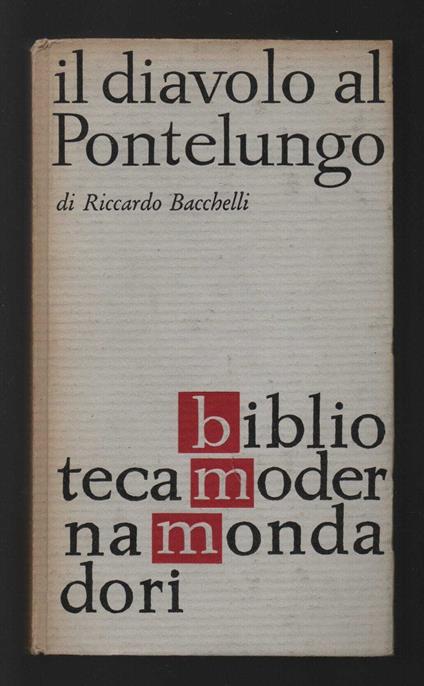 il diavolo al
Pontelungo
di Riccardo Bacchelli
biblio
tecamoder
namonda
dori